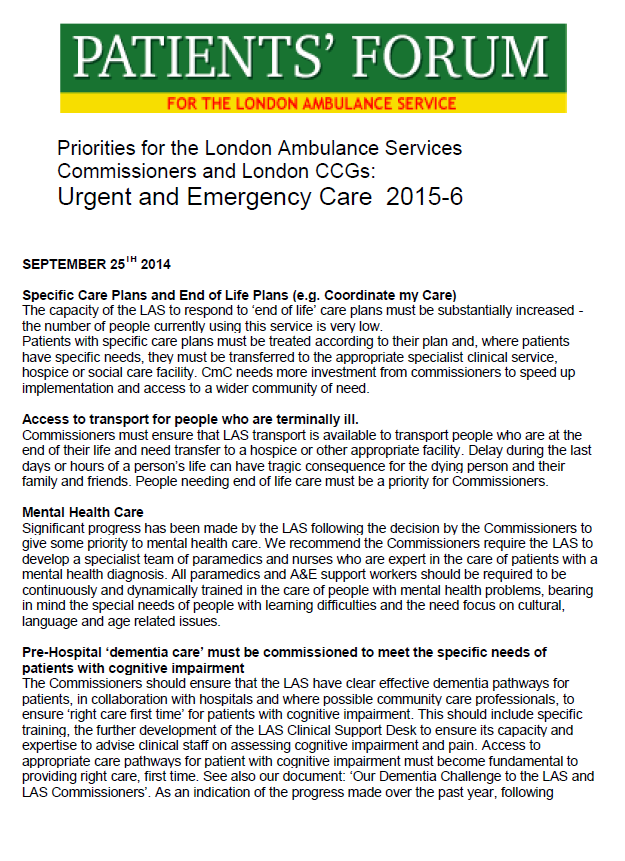 PATIENTS' FORUM
FOR THE LONDON AMBULANCE SERVICE
Priorities for the London Ambulance Services
Commissioners and London CCGs:
Urgent and Emergency Care 2015-6
SEPTEMBER 25TH 2014
Specific Care Plans and End of Life Plans (e.g. Coordinate my Care)
The capacity of the LAS to respond to 'end of life' care plans must be substantially increased -
the number of people currently using this service is very low.
Patients with specific care plans must be treated according to their plan and, where patients
have specific needs, they must be transferred to the appropriate specialist clinical service,
hospice or social care facility. CmC needs more investment from commissioners to speed up
implementation and access to a wider community of need.
Access to transport for people who are terminally ill.
Commissioners must ensure that LAS transport is available to transport people who are at the
end of their life and need transfer to a hospice or other appropriate facility. Delay during the last
days or hours of a person's life can have tragic consequence for the dying person and their
family and friends. People needing end of life care must be a priority for Commissioners.
Mental Health Care
Significant progress has been made by the LAS following the decision by the Commissioners to
give some priority to mental health care. We recommend the Commissioners require the LAS to
develop a specialist team of paramedics and nurses who are expert in the care of patients with a
mental health diagnosis. All paramedics and A&E support workers should be required to be
continuously and dynamically trained in the care of people with mental health problems, bearing
in mind the special needs of people with learning difficulties and the need focus on cultural,
language and age related issues.
Pre-Hospital 'dementia care' must be commissioned to meet the specific needs of
patients with cognitive impairment
The Commissioners should ensure that the LAS have clear effective dementia pathways for
patients, in collaboration with hospitals and where possible community care professionals, to
ensure 'right care first time' for patients with cognitive impairment. This should include specific
training, the further development of the LAS Clinical Support Desk to ensure its capacity and
expertise to advise clinical staff on assessing cognitive impairment and pain. Access to
appropriate care pathways for patient with cognitive impairment must become fundamental to
providing right care, first time. See also our document: 'Our Dementia Challenge to the LAS and
LAS Commissioners'. As an indication of the progress made over the past year, following